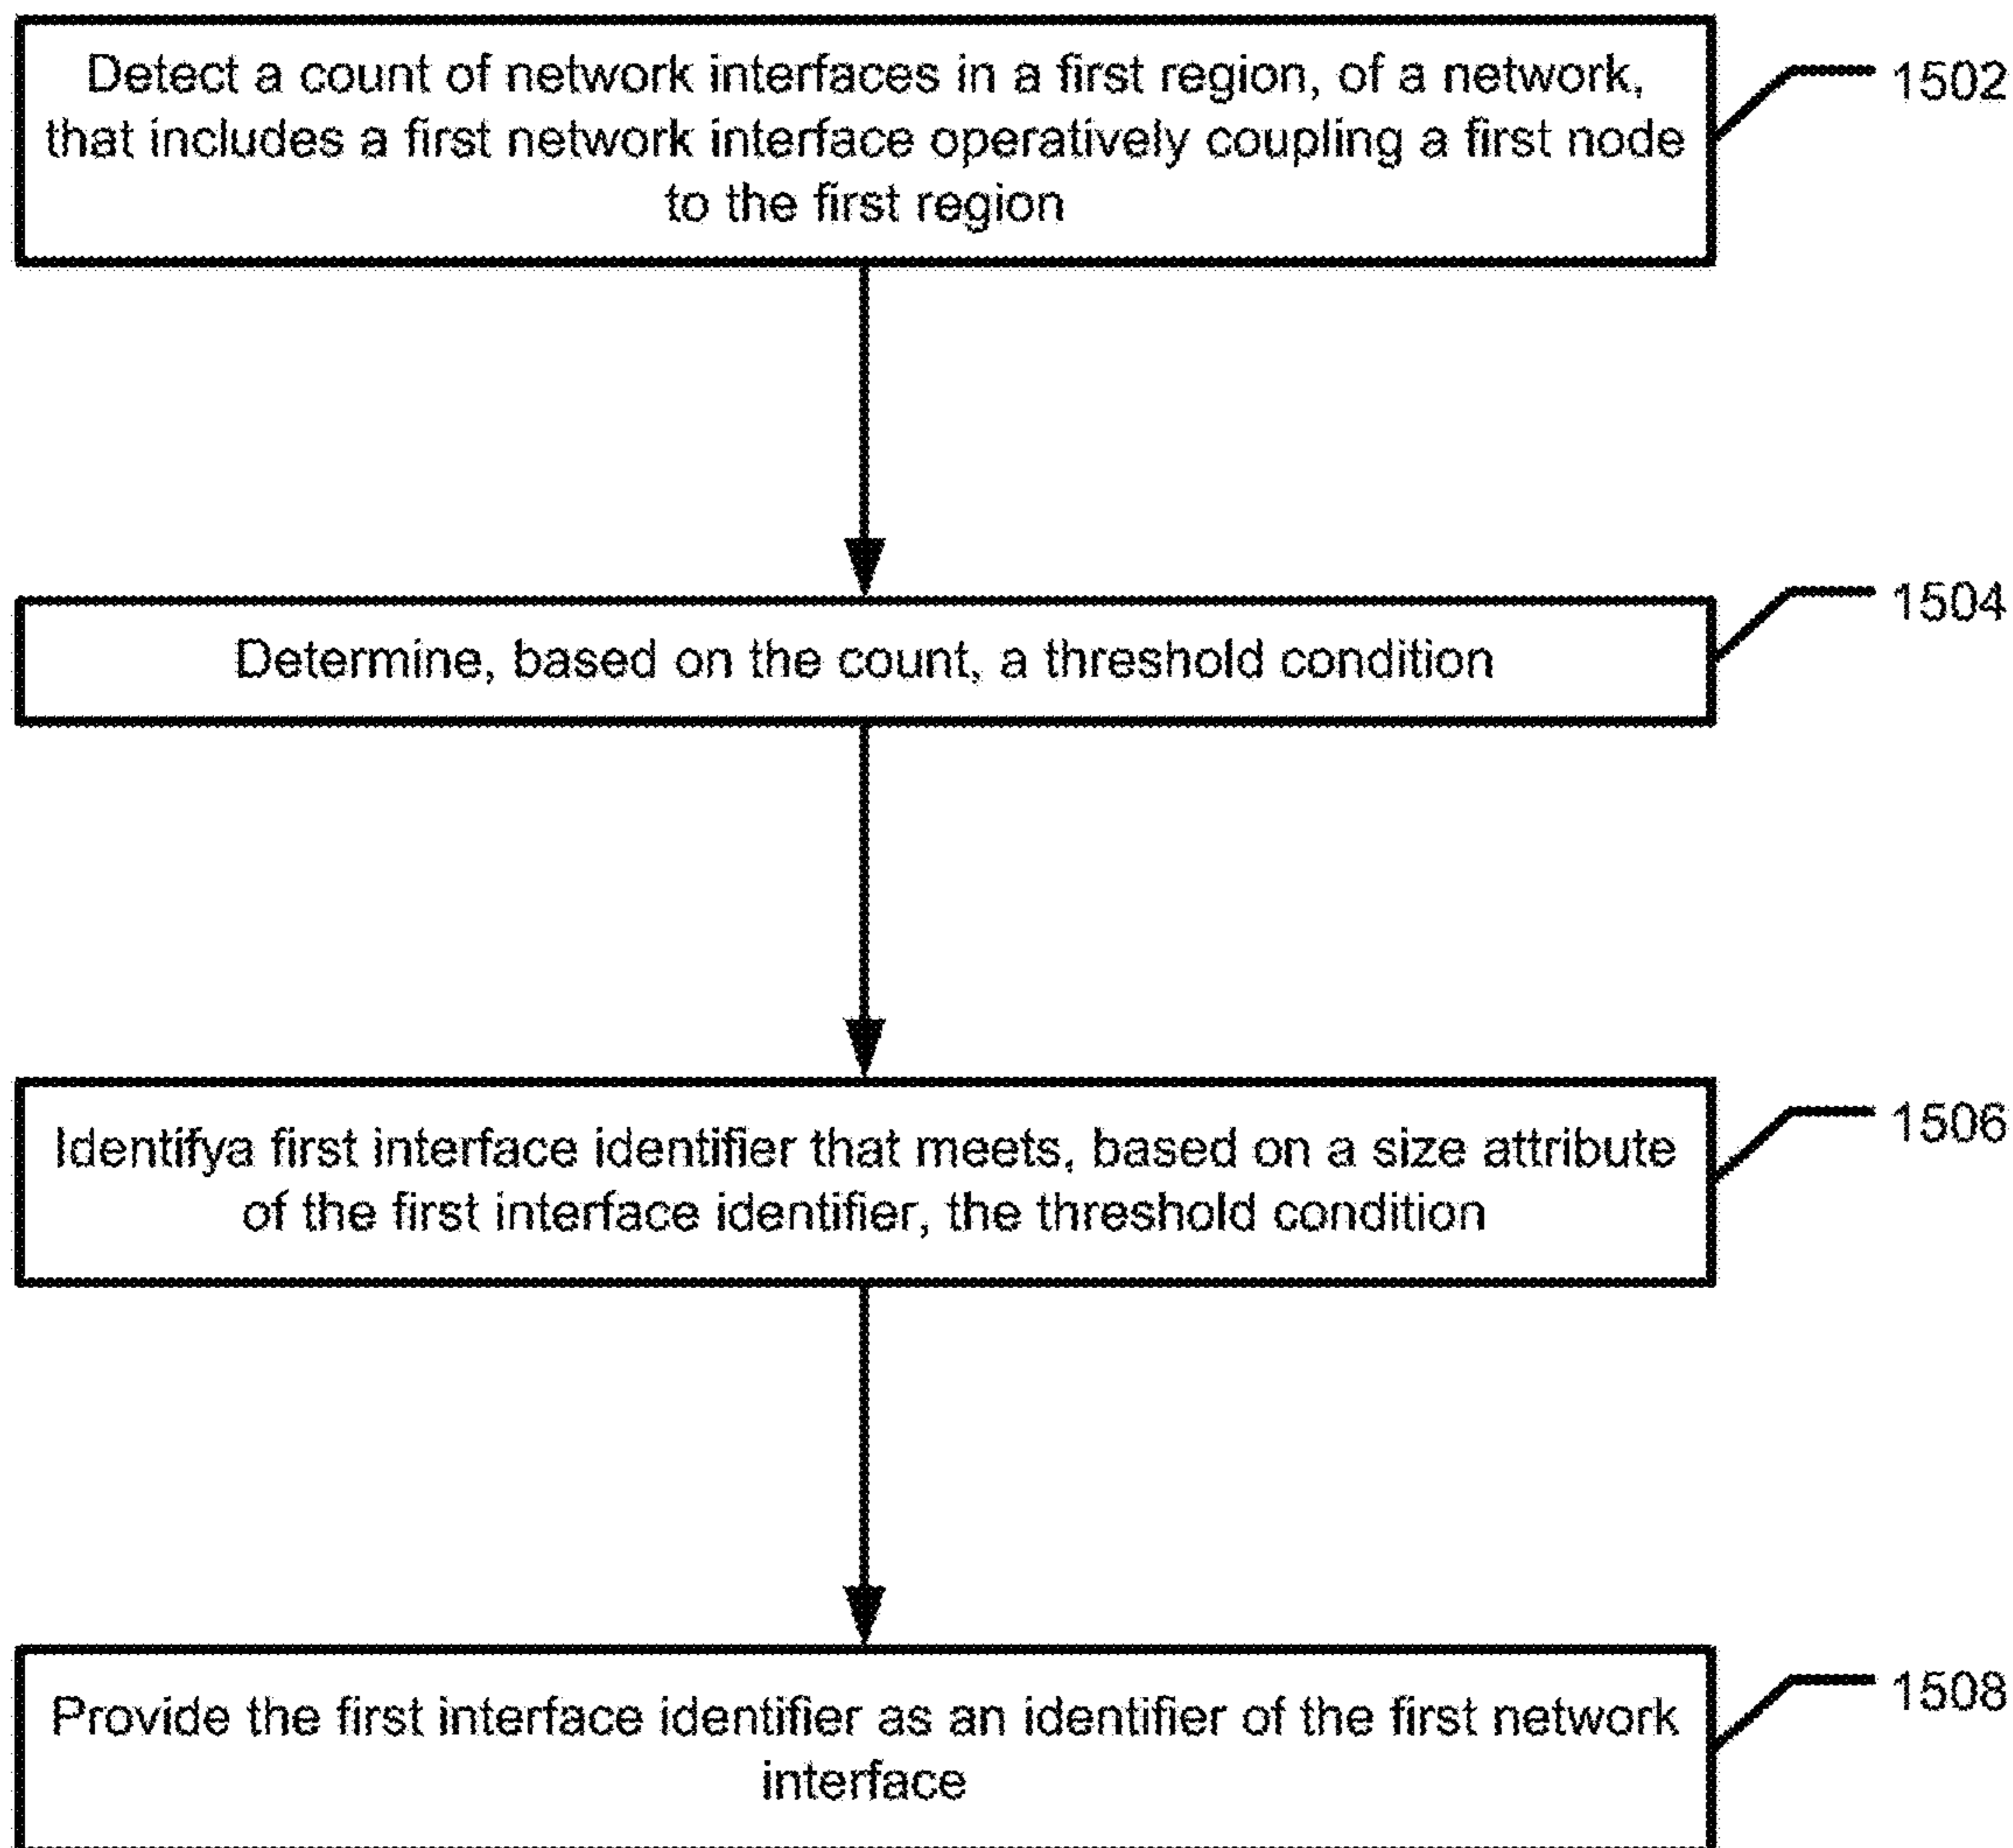 Detect a count of network interfaces in a first region, of a network,
that includes a first network interface operatively coupling a first node
to the first region
1502
Determine, based on the count, a threshold condition
1504
Identifya first interface identifier that meets, based on a size attribute
of the first interface identifier, the threshold condition
1506
Provide the first interface identifier as an identifier of the first network
interface
1508